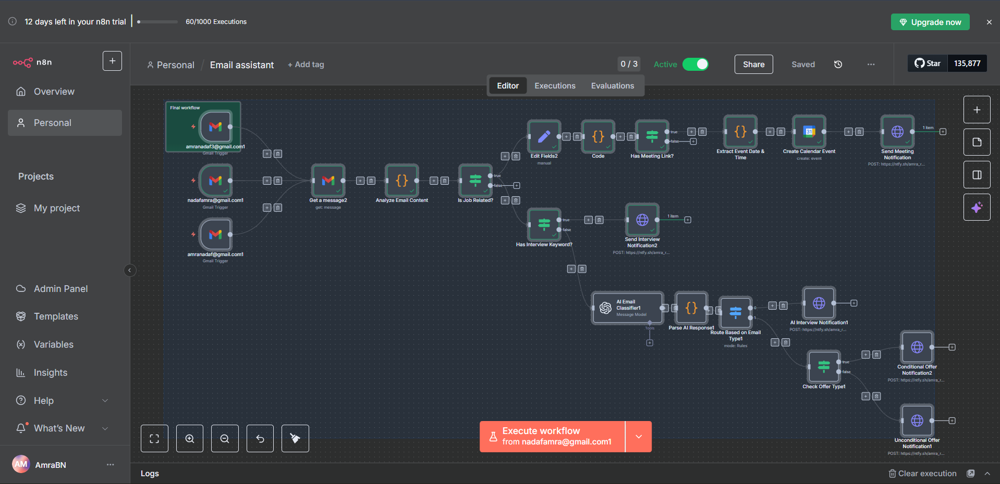 12 days left in your n8n trial
60/1000 Executions
Upgrade now
n8n
Personal / Email assistant
+ Add tag
0 / 3
Active
Share
Saved
Star
135,877
Editor
Executions
Evaluations
Overview
Personal
Projects
My project
Admin Panel
Templates
Variables
Insights
Help
What's New
AM
AmraBN
Final workflow
amranadaf3@gmail.com1
Gmail Trigger
nadafamra@gmail.com1
Gmail Trigger
amranadaf@gmail.com1
Gmail Trigger
Get a message2
get: message
Analyze Email Content
Is Job Related?
true
false
Edit Fields2
manual
Code
Has Meeting Link?
true
false
Extract Event Date &
Time
31
Create Calendar Event
create: event
Send Meeting
Notification
POST: https://ntfy.sh/amra_r...
1 item
Has Interview Keyword?
true
false
Send Interview
Notification2
POST: https://ntfy.sh/amra_r...
1 item
AI Email
Classifier1
Message Model
Tools
Parse AI Response1
Route Based on Email
Type1
mode: Rules
0
1
AI Interview Notification1
POST: https://ntfy.sh/amra_r...
Check Offer Type1
true
false
Conditional Offer
Notification2
POST: https://ntfy.sh/amra_r...
Unconditional Offer
Notification1
POST: https://ntfy.sh/amra_r...
Execute workflow
from nadafamra@gmail.com1
Logs
Clear execution